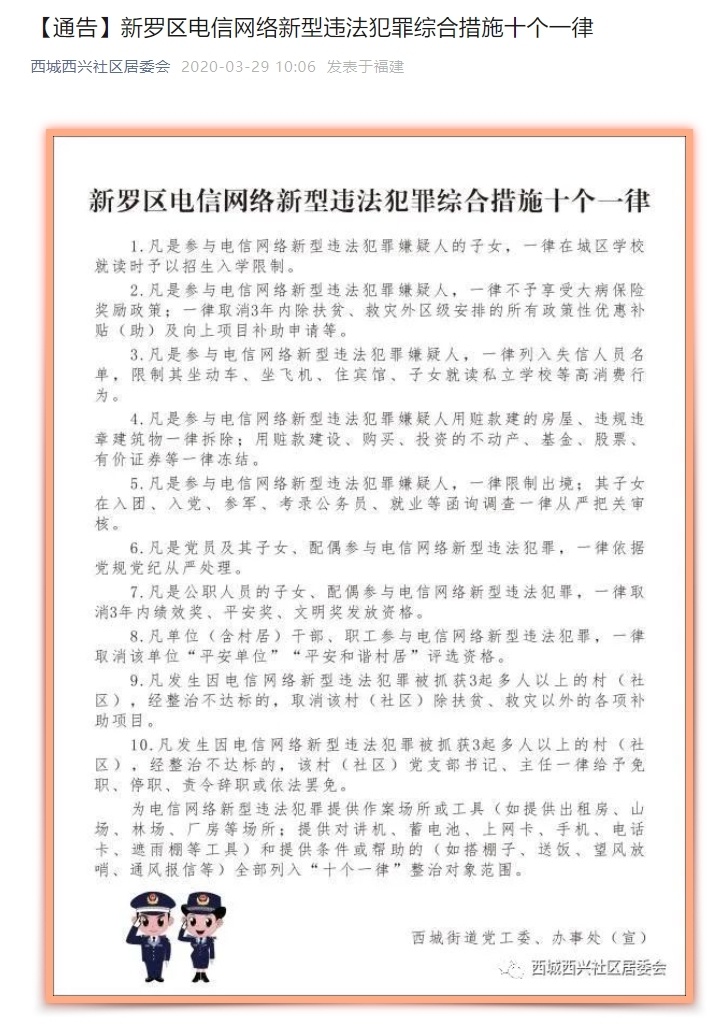 【通告】新罗区电信网络新型违法犯罪综合措施十个一律
西城西兴社区居委会 2020-03-29 10:06 发表于福建
新罗区电信网络新型违法犯罪综合措施十个一律
1.凡是参与电信网络新型违法犯罪嫌疑人的子女，一律在城区学校
就读时予以招生入学限制。
2.凡是参与电信网络新型违法犯罪嫌疑人，一律不予享受大病保险
奖励政策；一律取消3年内除扶贫、救灾外区级安排的所有政策性优惠补
贴（助）及向上项目补助申请等。
3.凡是参与电信网络新型违法犯罪嫌疑人，一律列入失信人员名
单，限制其坐动车、坐飞机、住宾馆、子女就读私立学校等高消费行
为。
4.凡是参与电信网络新型违法犯罪嫌疑人用赃款建的房屋、违规违
章建筑物一律拆除；用赃款建设、购买、投资的不动产、基金、股票、
有价证券等一律冻结。
5.凡是参与电信网络新型违法犯罪嫌疑人，一律限制出境；其子女
在入团、入党、参军、考录公务员、就业等函询调查一律从严把关审
核。
6.凡是党员及其子女、配偶参与电信网络新型违法犯罪，一律依据
党规党纪从严处理。
7.凡是公职人员的子女、配偶参与电信网络新型违法犯罪，一律取
消3年内绩效奖、平安奖、文明奖发放资格。
8.凡单位（含村居）干部、职工参与电信网络新型违法犯罪，一律
取消该单位“平安单位”“平安和谐村居”评选资格。
9.凡发生因电信网络新型违法犯罪被抓获3起多人以上的村（社
区），经整治不达标的，取消该村（社区）除扶贫、救灾以外的各项补
助项目。
10.凡发生因电信网络新型违法犯罪被抓获3起多人以上的村（社
区），经整治不达标的，该村（社区）党支部书记、主任一律给予免
职、停职、责令辞职或依法罢免。
为电信网络新型违法犯罪提供作案场所或工具（如提供出租房、山
场、林场、厂房等场所；提供对讲机、蓄电池、上网卡、手机、电话
卡、遮雨棚等工具）和提供条件或帮助的（如搭棚子、送饭、望风放
哨、通风报信等）全部列入“十个一律”整治对象范围。
西城街道党工委、办事处（宣）
西城西兴社区居委会